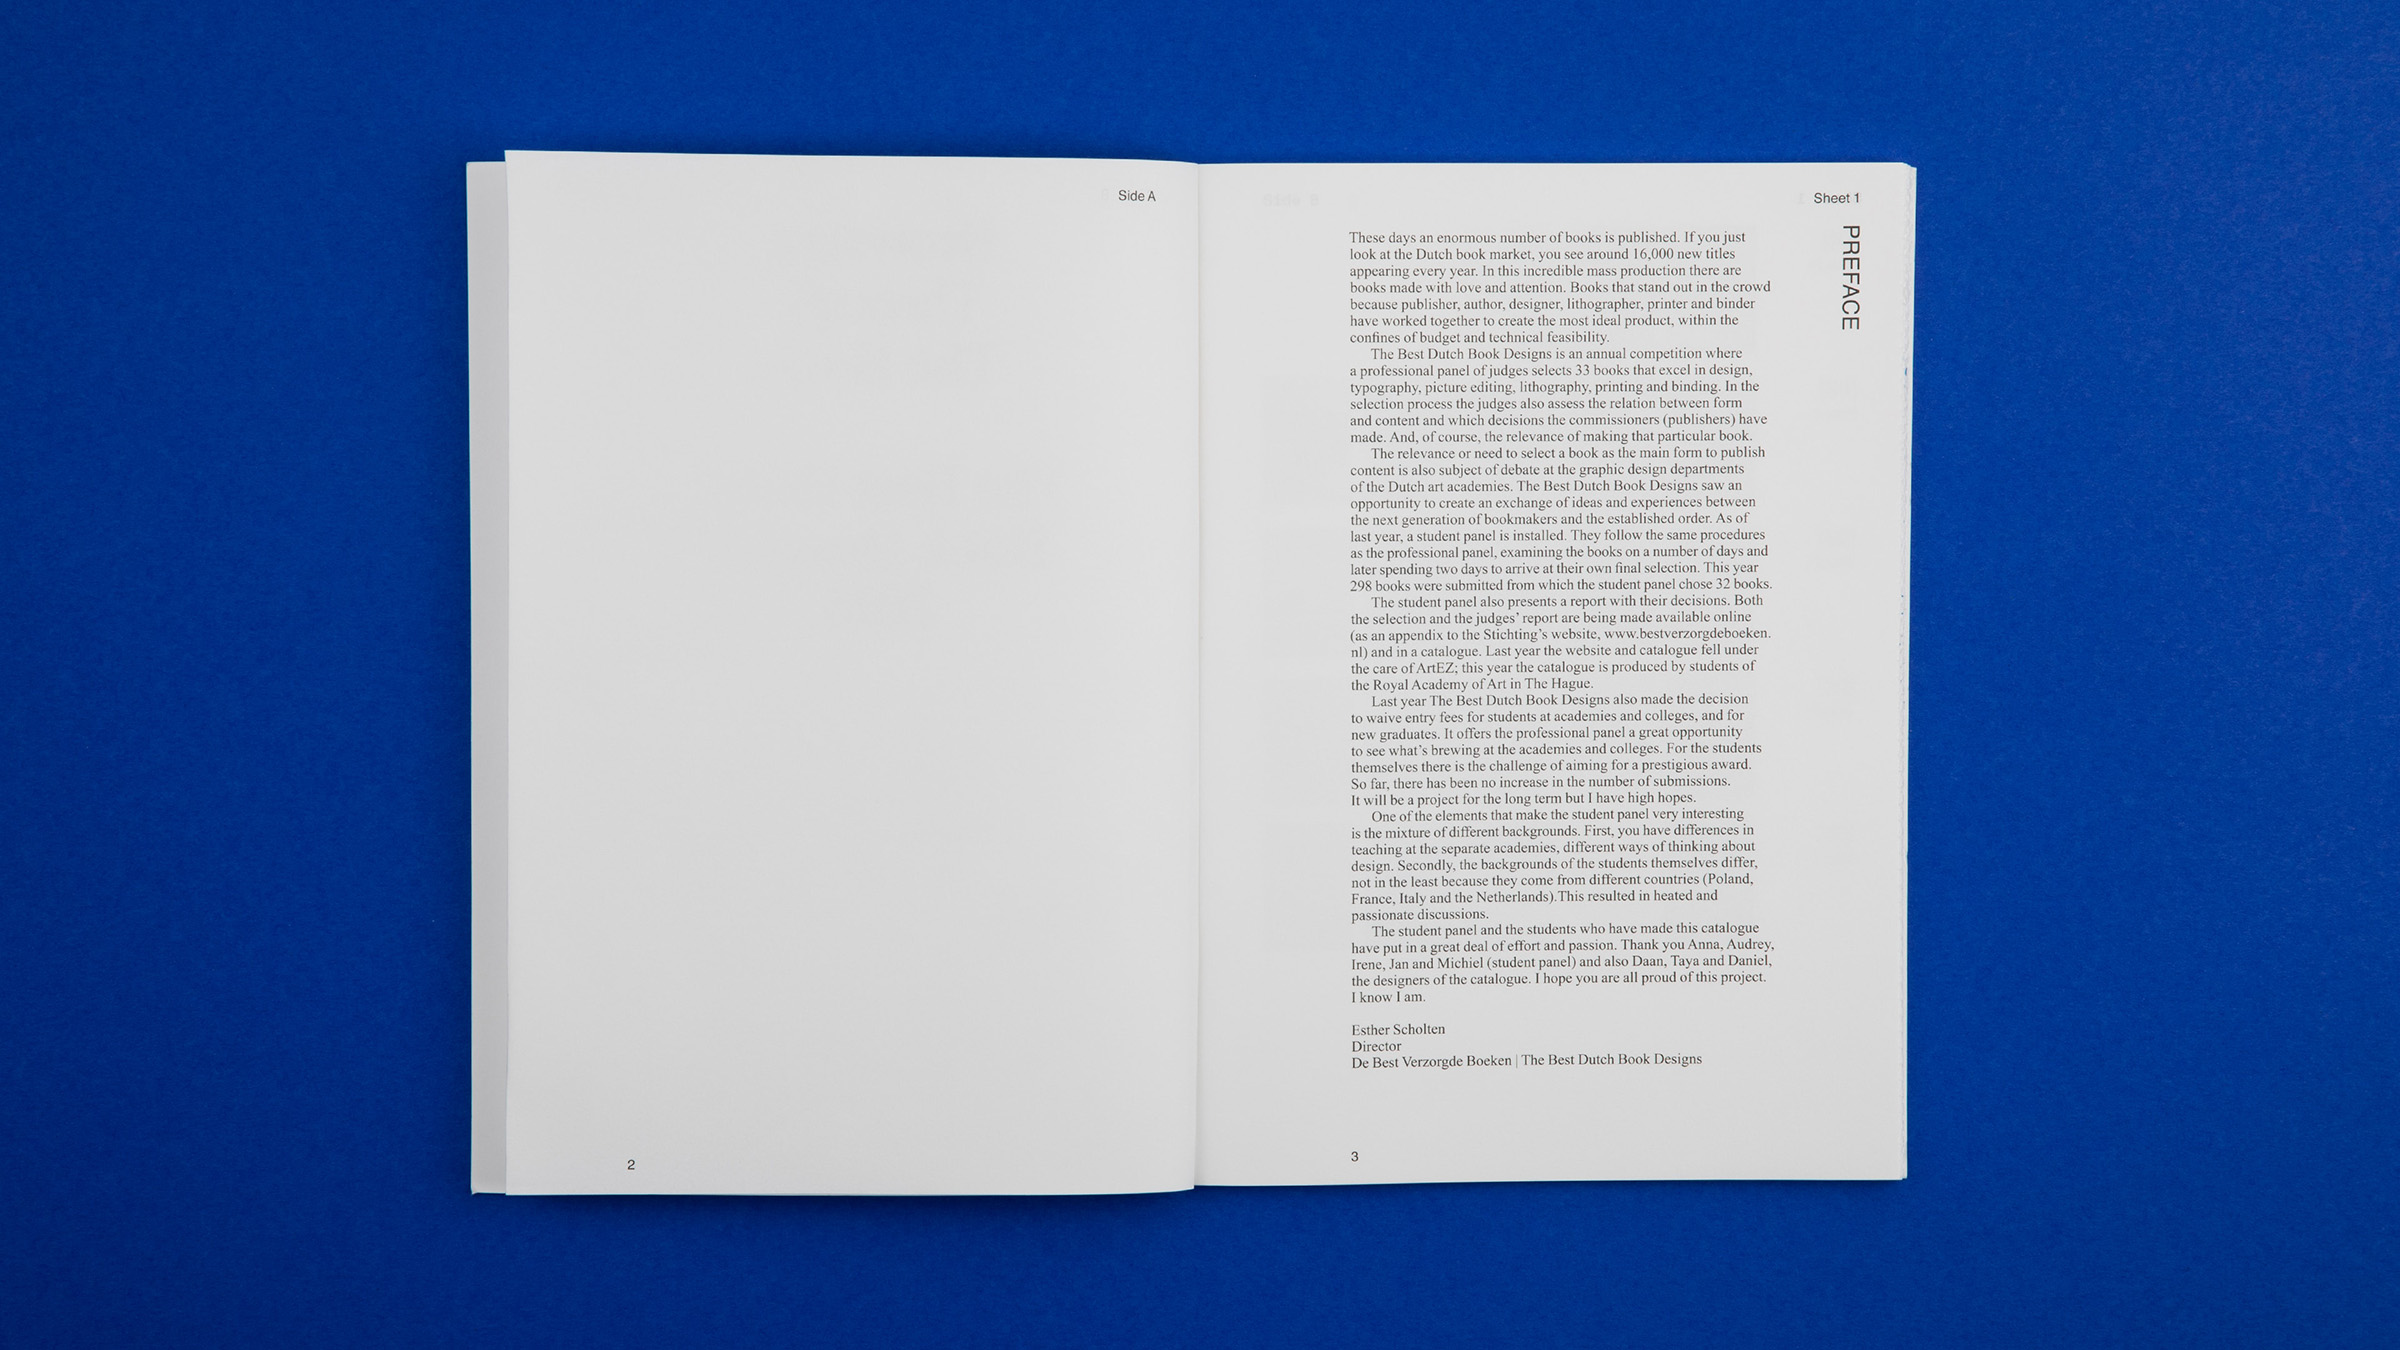 Side A
2
Sheet 1
PREFACE
These days an enormous number of books is published. If you just
look at the Dutch book market, you see around 16,000 new titles
appearing every year. In this incredible mass production there are
books made with love and attention. Books that stand out in the crowd
because publisher, author, designer, lithographer, printer and binder
have worked together to create the most ideal product, within the
confines of budget and technical feasibility.
The Best Dutch Book Designs is an annual competition where
a professional panel of judges selects 33 books that excel in design,
typography, picture editing, lithography, printing and binding. In the
selection process the judges also assess the relation between form
and content and which decisions the commissioners (publishers) have
made. And, of course, the relevance of making that particular book.
The relevance or need to select a book as the main form to publish
content is also subject of debate at the graphic design departments
of the Dutch art academies. The Best Dutch Book Designs saw an
opportunity to create an exchange of ideas and experiences between
the next generation of bookmakers and the established order. As of
last year, a student panel is installed. They follow the same procedures
as the professional panel, examining the books on a number of days and
later spending two days to arrive at their own final selection. This year
298 books were submitted from which the student panel chose 32 books.
The student panel also presents a report with their decisions. Both
the selection and the judges' report are being made available online
(as an appendix to the Stichting's website, www.bestverzorgdeboeken.
nl) and in a catalogue. Last year the website and catalogue fell under
the care of ArtEZ; this year the catalogue is produced by students of
the Royal Academy of Art in The Hague.
Last year The Best Dutch Book Designs also made the decision
to waive entry fees for students at academies and colleges, and for
new graduates. It offers the professional panel a great opportunity
to see what's brewing at the academies and colleges. For the students
themselves there is the challenge of aiming for a prestigious award.
So far, there has been no increase in the number of submissions.
It will be a project for the long term but I have high hopes.
One of the elements that make the student panel very interesting
is the mixture of different backgrounds. First, you have differences in
teaching at the separate academies, different ways of thinking about
design. Secondly, the backgrounds of the students themselves differ,
not in the least because they come from different countries (Poland,
France, Italy and the Netherlands).This resulted in heated and
passionate discussions.
The student panel and the students who have made this catalogue
have put in a great deal of effort and passion. Thank you Anna, Audrey,
Irene, Jan and Michiel (student panel) and also Daan, Taya and Daniel,
the designers of the catalogue. I hope you are all proud of this project.
I know I am.
Esther Scholten
Director
De Best Verzorgde Boeken | The Best Dutch Book Designs
3